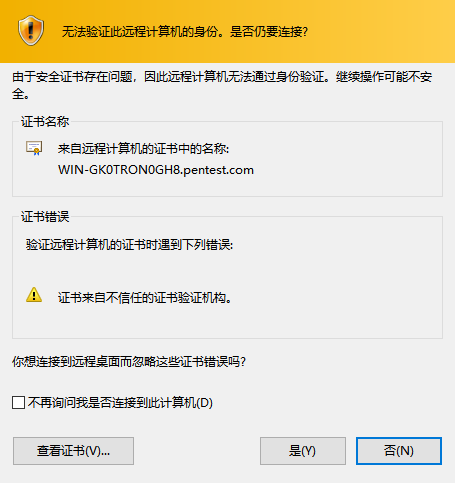 无法验证此远程计算机的身份。是否仍要连接?
由于安全证书存在问题，因此远程计算机无法通过身份验证。继续操作可能不安
全。
证书名称
来自远程计算机的证书中的名称:
WIN-GK0TRON0GH8.pentest.com
证书错误
验证远程计算机的证书时遇到下列错误:
证书来自不信任的证书验证机构。
你想连接到远程桌面而忽略这些证书错误吗?
不再询问我是否连接到此计算机(D)
查看证书(V)...
是(Y)
否(N)